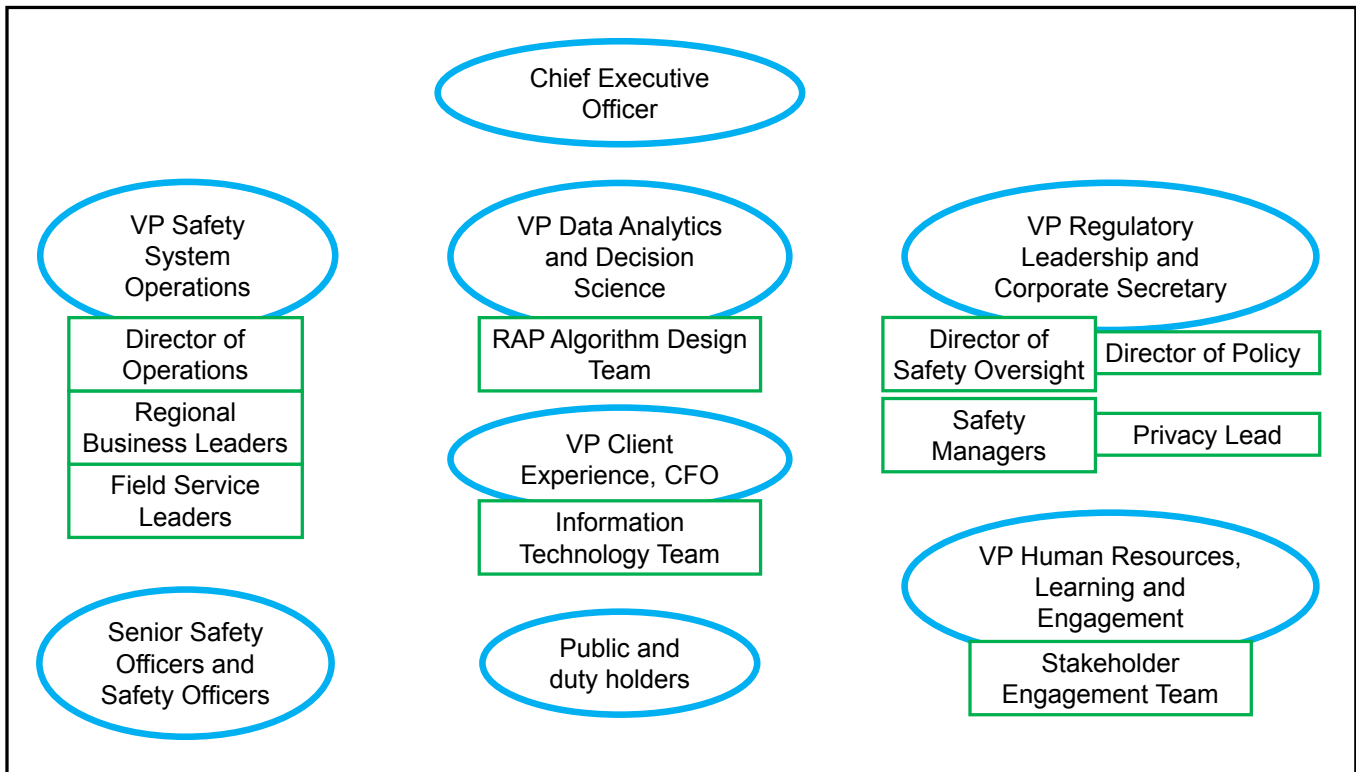 Chief Executive
Officer
VP Safety
System
Operations
Director of
Operations
Regional
Business Leaders
Field Service
Leaders
Senior Safety
Officers and
Safety Officers
VP Data Analytics
and Decision
Science
RAP Algorithm Design
Team
VP Client
Experience, CFO
Information
Technology Team
Public and
duty holders
VP Regulatory
Leadership and
Corporate Secretary
Director of
Safety Oversight
Director of Policy
Safety
Managers
Privacy Lead
VP Human Resources,
Learning and
Engagement
Stakeholder
Engagement Team